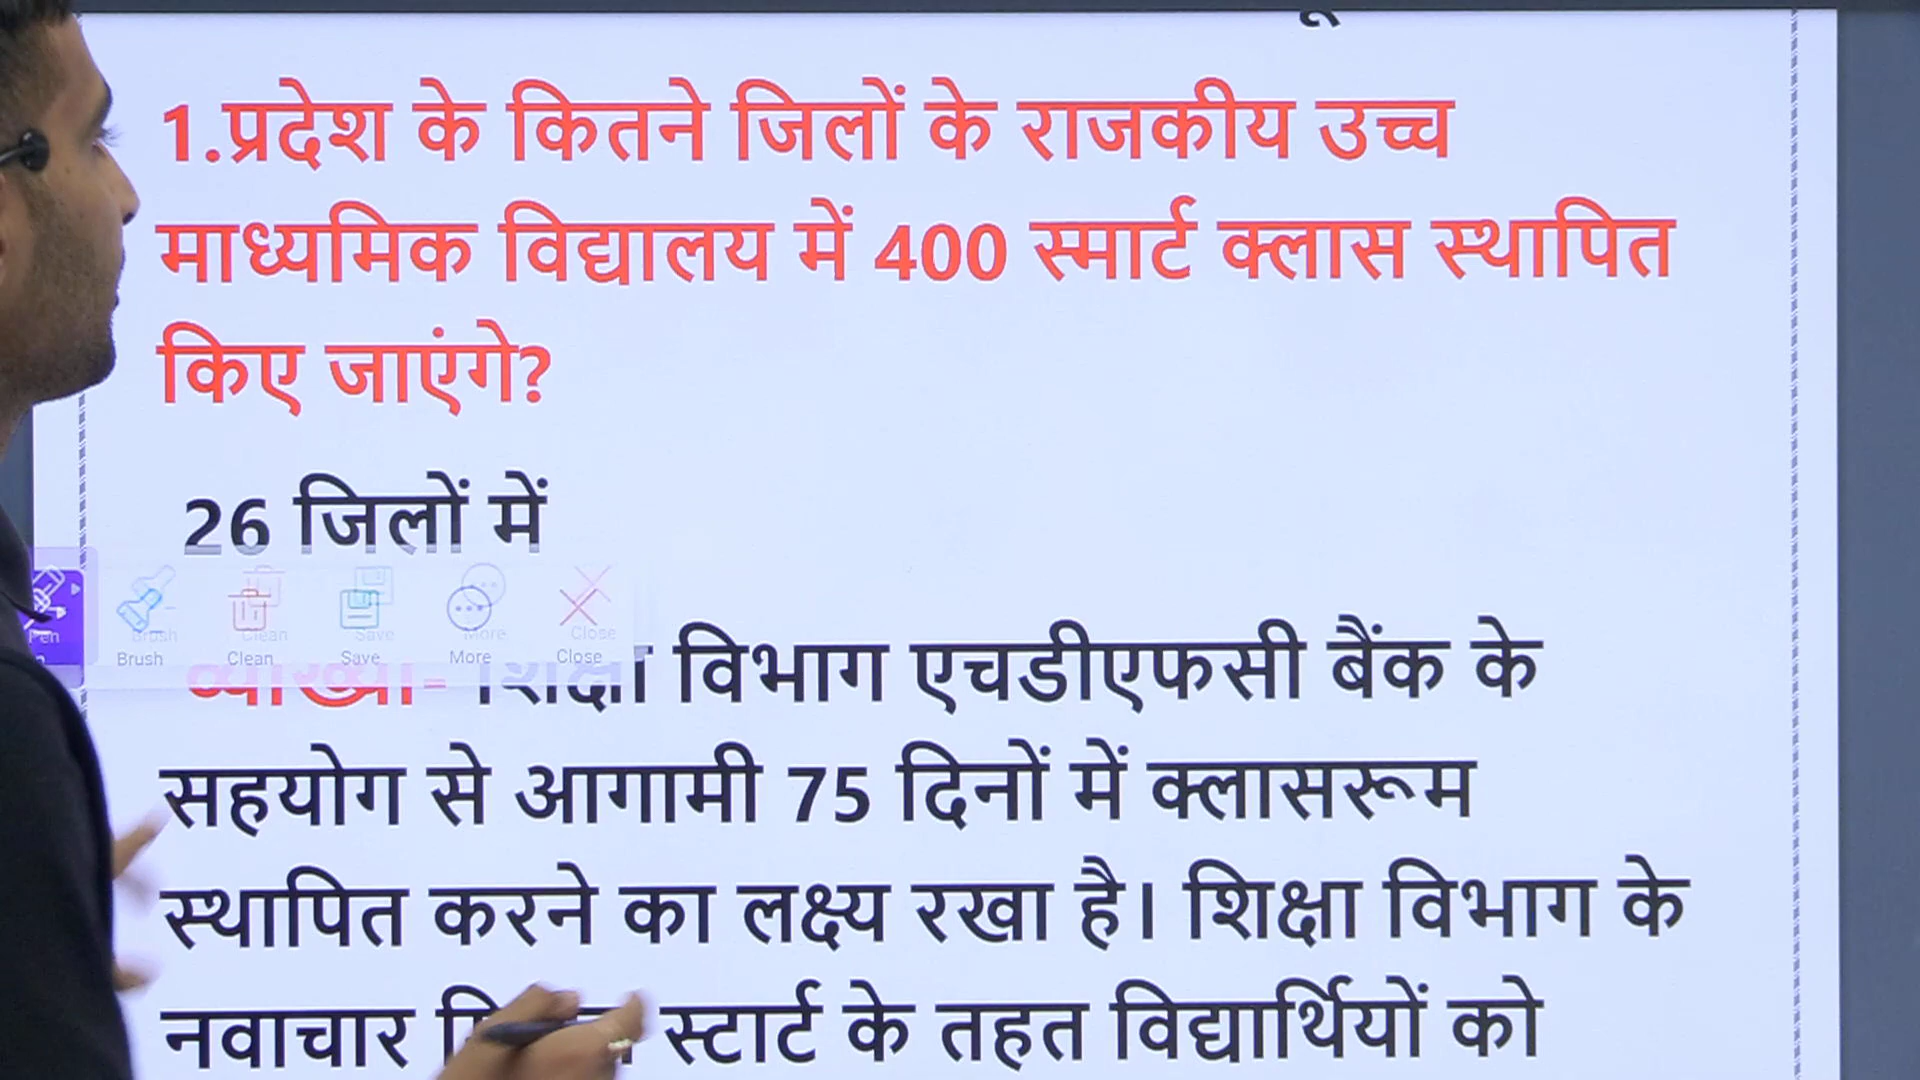 1.प्रदेश के कितने जिलों के राजकीय उच्च
माध्यमिक विद्यालय में 400 स्मार्ट क्लास स्थापित
किए जाएंगे?
26 जिलों में
Pen Brush Clean Save More Close
व्याख्या- शिक्षा विभाग एचडीएफसी बैंक के
सहयोग से आगामी 75 दिनों में क्लासरूम
स्थापित करने का लक्ष्य रखा है। शिक्षा विभाग के
नवाचार स्टार्ट के तहत विद्यार्थियों को